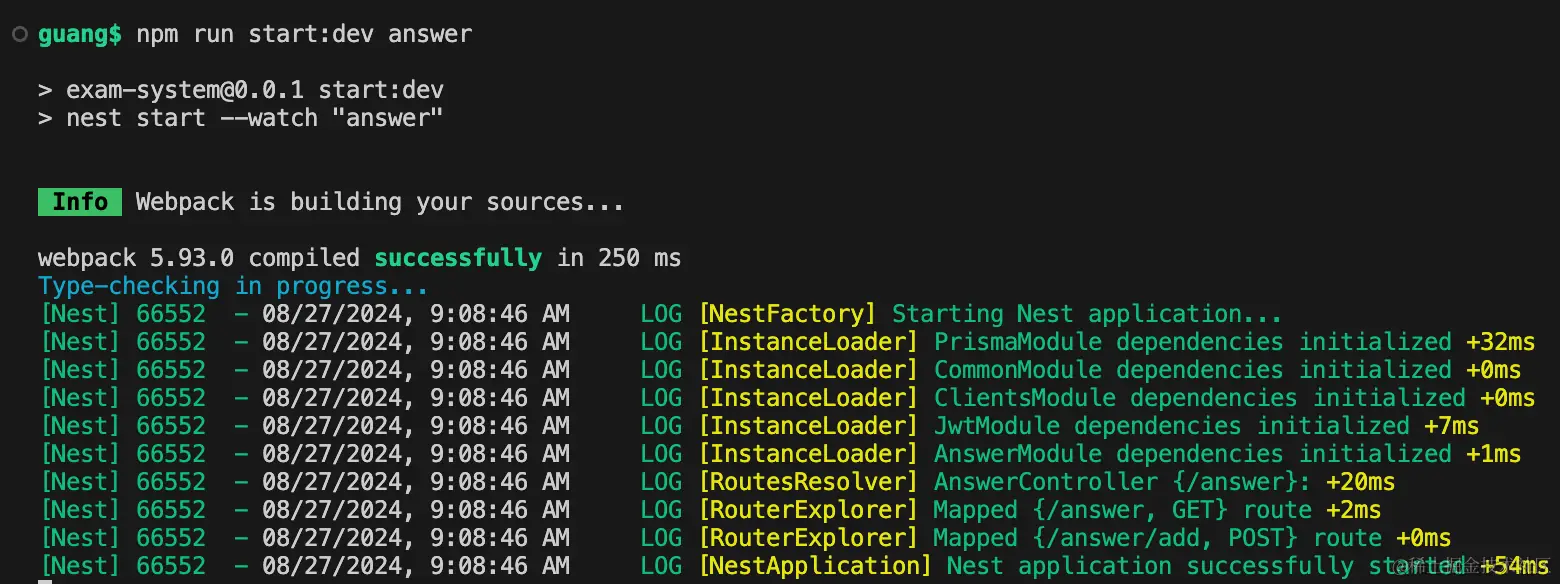 guang$ npm run start:dev answer
> exam-system@0.0.1 start:dev
> nest start --watch "answer"
Info Webpack is building your sources...
webpack 5.93.0 compiled successfully in 250 ms
Type-checking in progress...
[Nest] 66552  - 08/27/2024, 9:08:46 AM     LOG [NestFactory] Starting Nest application...
[Nest] 66552  - 08/27/2024, 9:08:46 AM     LOG [InstanceLoader] PrismaModule dependencies initialized +32ms
[Nest] 66552  - 08/27/2024, 9:08:46 AM     LOG [InstanceLoader] CommonModule dependencies initialized +0ms
[Nest] 66552  - 08/27/2024, 9:08:46 AM     LOG [InstanceLoader] ClientsModule dependencies initialized +0ms
[Nest] 66552  - 08/27/2024, 9:08:46 AM     LOG [InstanceLoader] JwtModule dependencies initialized +7ms
[Nest] 66552  - 08/27/2024, 9:08:46 AM     LOG [InstanceLoader] AnswerModule dependencies initialized +1ms
[Nest] 66552  - 08/27/2024, 9:08:46 AM     LOG [RoutesResolver] AnswerController {/answer}: +20ms
[Nest] 66552  - 08/27/2024, 9:08:46 AM     LOG [RouterExplorer] Mapped {/answer, GET} route +2ms
[Nest] 66552  - 08/27/2024, 9:08:46 AM     LOG [RouterExplorer] Mapped {/answer/add, POST} route +0ms
[Nest] 66552  - 08/27/2024, 9:08:46 AM     LOG [NestApplication] Nest application successfully started +54ms
@稀土掘金技术社区